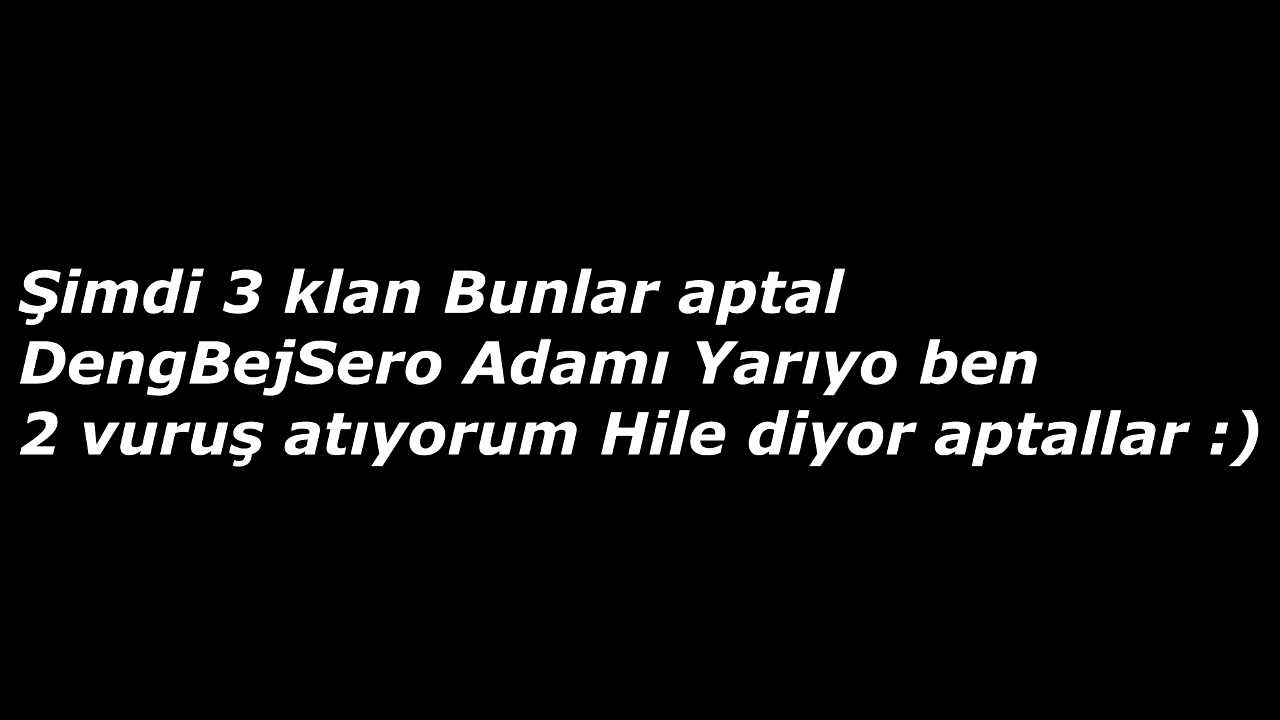 Şimdi 3 klan Bunlar aptal
DengBejSero Adamı Yarıyo ben
2 vuruş atıyorum Hile diyor aptallar :)